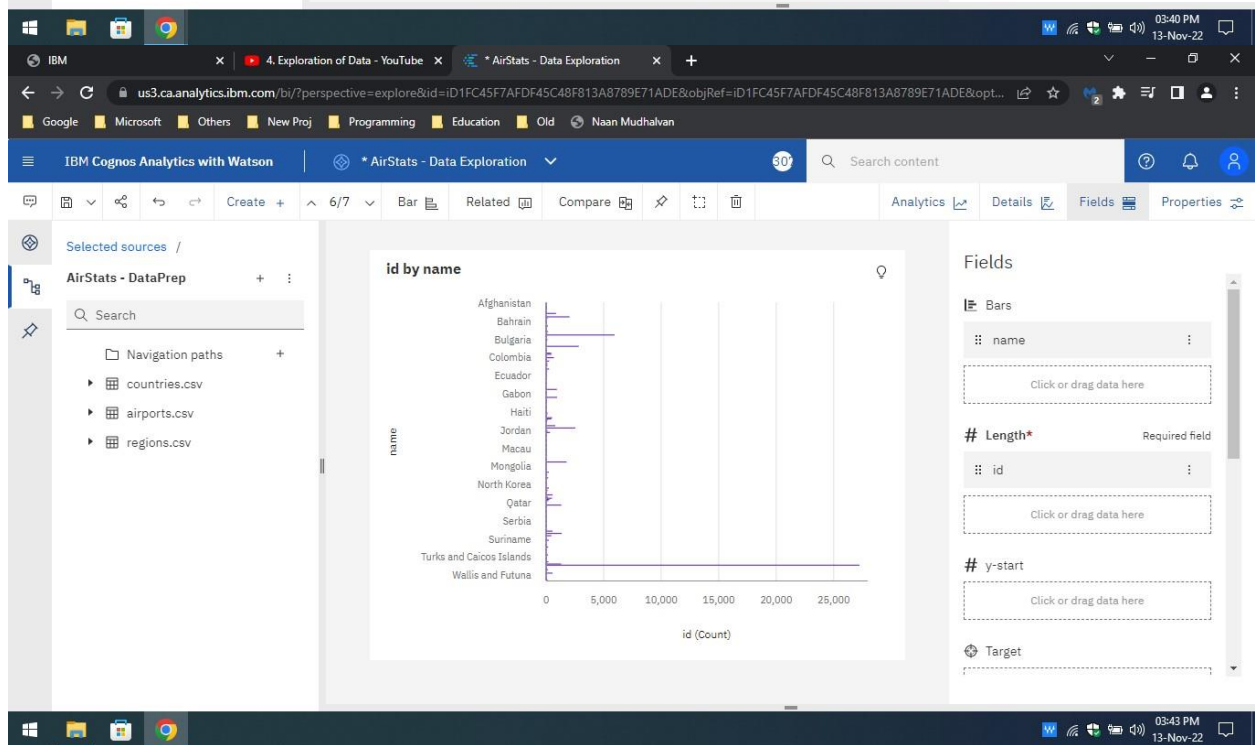 03:40 PM
13-Nov-22
IBM
4. Exploration of Data - YouTube
* AirStats - Data Exploration
us3.ca.analytics.ibm.com/bi/?perspective=explore&id=iD1FC45F7AFDF45C48F813A8789E71ADE&objRef=iD1FC45F7AFDF45C48F813A8789E71ADE&opt...
2
Google Microsoft Others New Proj Programming Education Old Naan Mudhalvan
IBM Cognos Analytics with Watson * AirStats - Data Exploration Search content
Create + 6/7 Bar Related Compare Analytics Details Fields Properties
Selected sources /
AirStats - DataPrep
Search
Navigation paths
countries.csv
airports.csv
regions.csv
id by name
name
Afghanistan
Bahrain
Bulgaria
Colombia
Ecuador
Gabon
Haiti
Jordan
Macau
Mongolia
North Korea
Qatar
Serbia
Suriname
Turks and Caicos Islands
Wallis and Futuna
0 5,000 10,000 15,000 20,000 25,000
id (Count)
Fields
Bars
name
Click or drag data here
# Length* Required field
id
Click or drag data here
# y-start
Click or drag data here
Target
03:43 PM
13-Nov-22